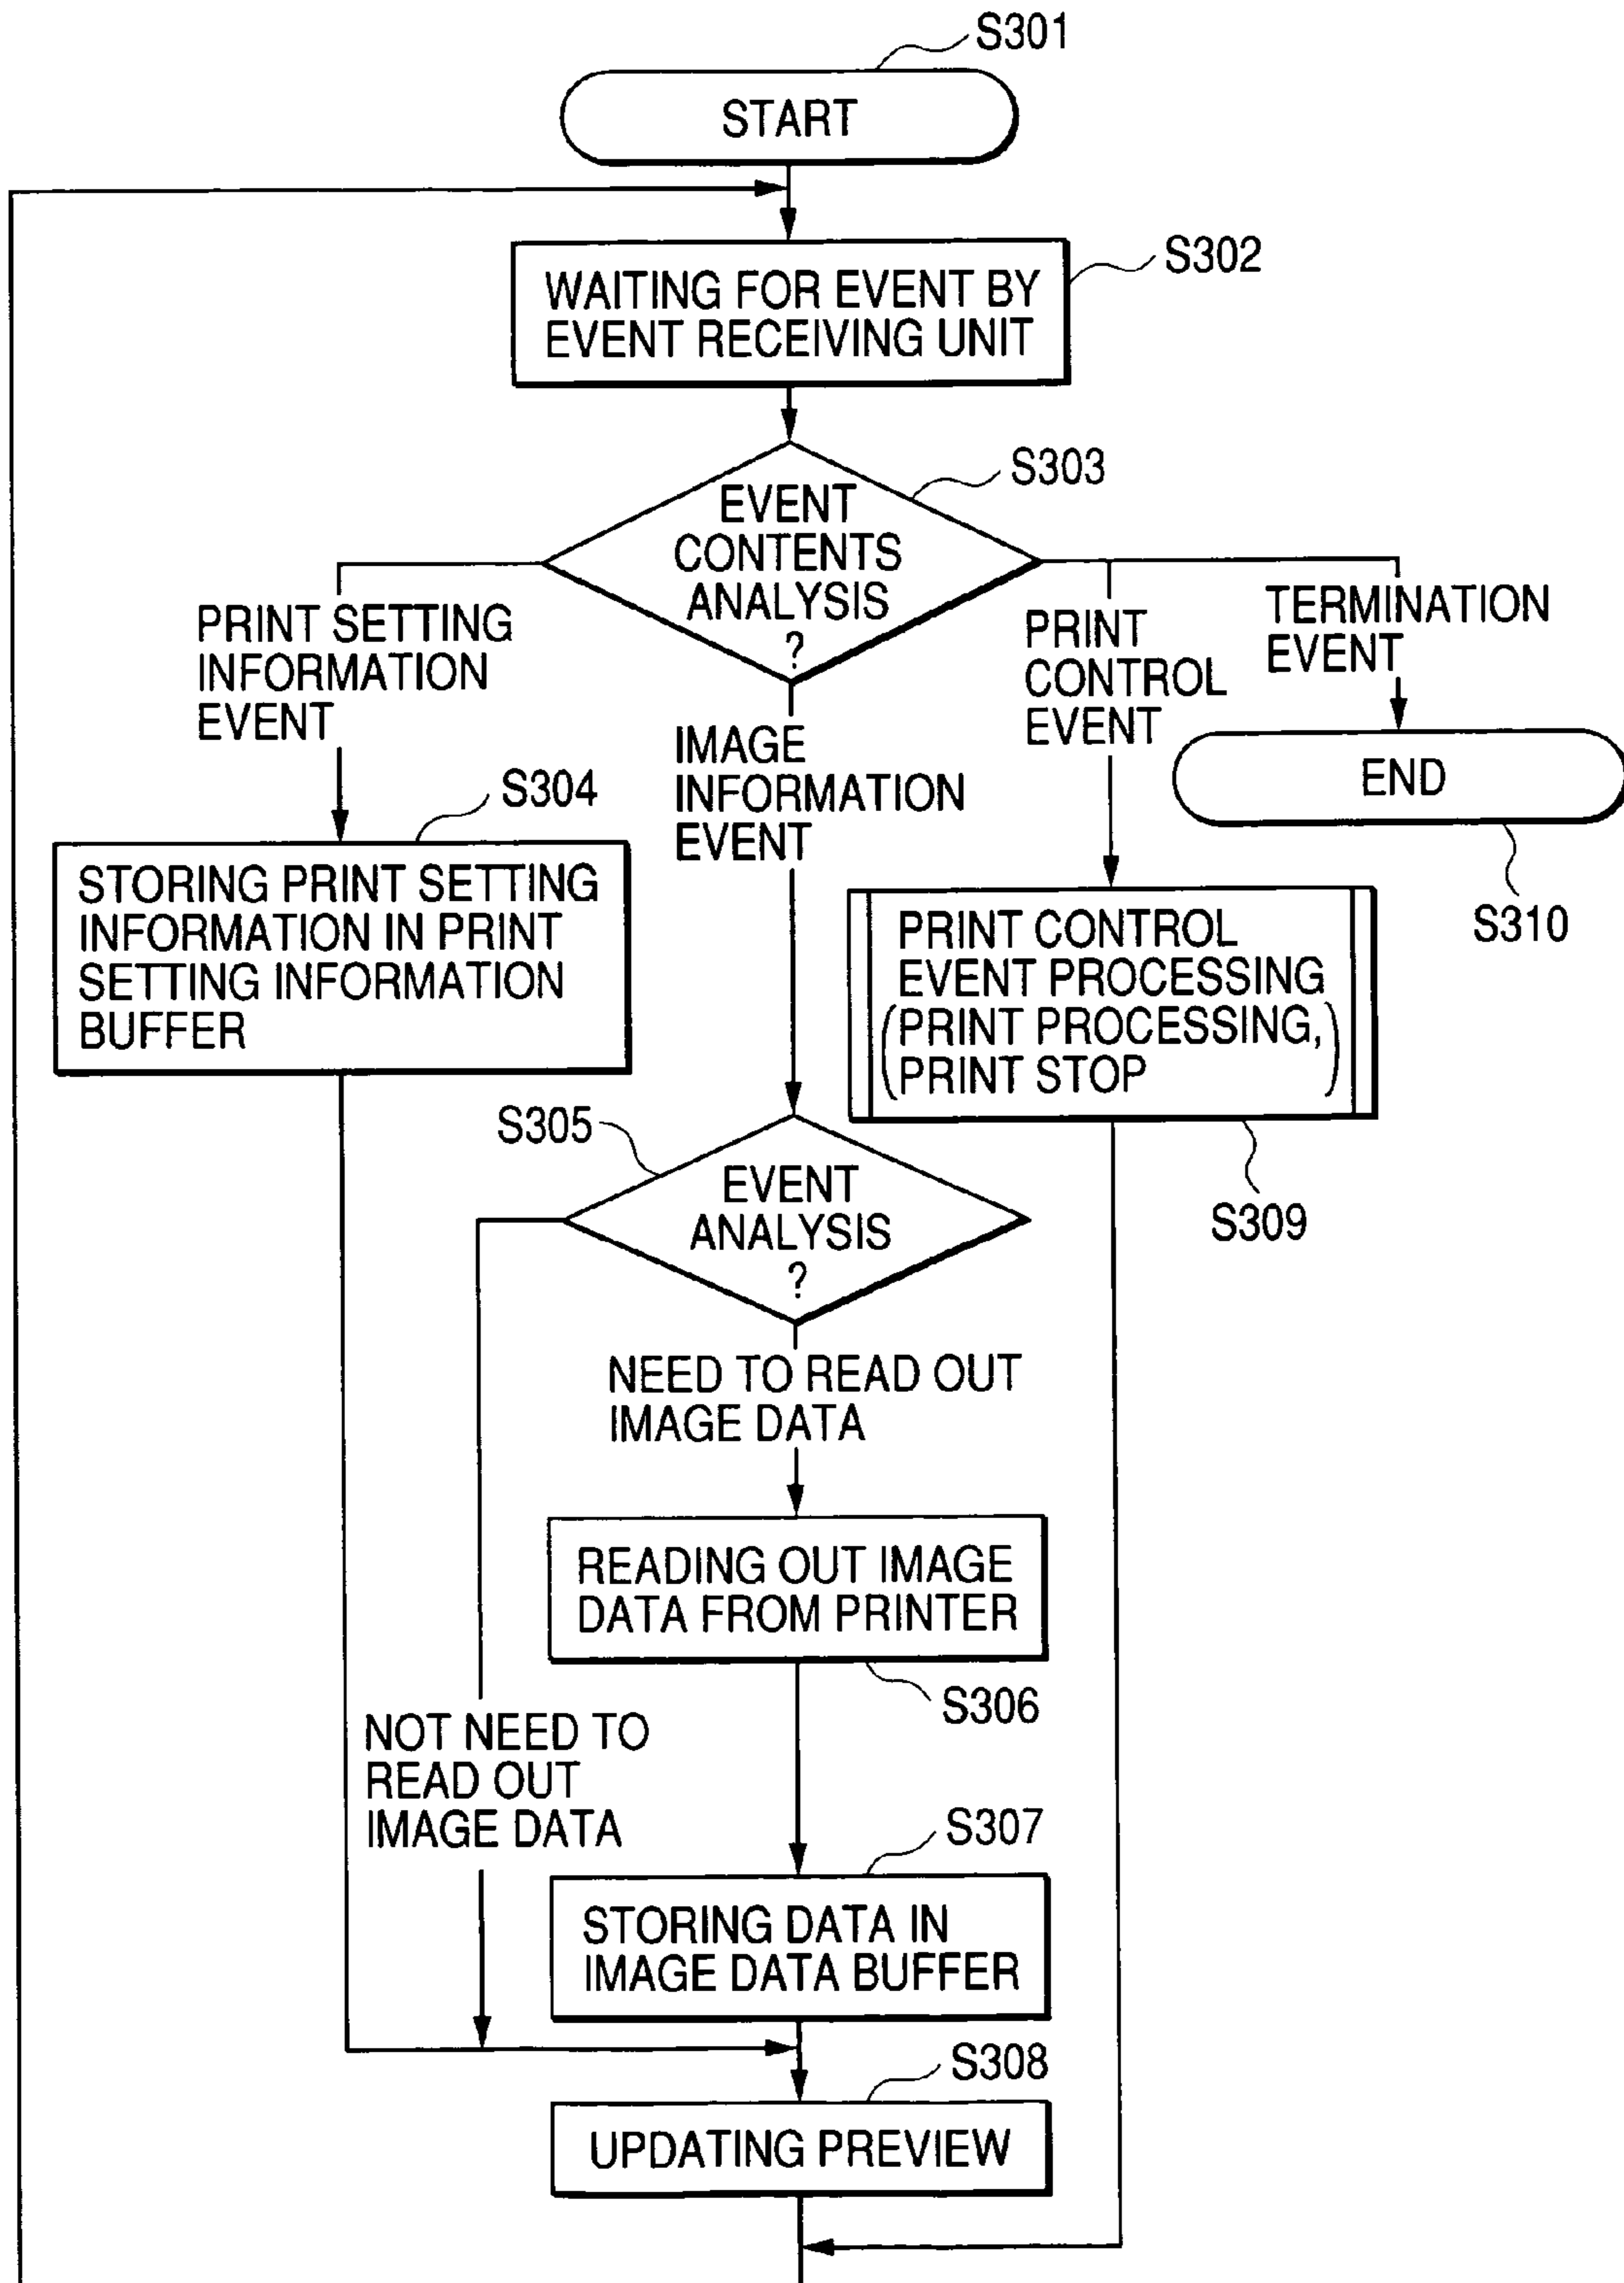 S301
START
S302
WAITING FOR EVENT BY
EVENT RECEIVING UNIT
S303
EVENT
CONTENTS
ANALYSIS
?
PRINT SETTING
INFORMATION
EVENT
IMAGE
INFORMATION
EVENT
PRINT
CONTROL
EVENT
TERMINATION
EVENT
END
S310
S304
STORING PRINT SETTING
INFORMATION IN PRINT
SETTING INFORMATION
BUFFER
PRINT CONTROL
EVENT PROCESSING
(PRINT PROCESSING,
PRINT STOP)
S309
S305
EVENT
ANALYSIS
?
NEED TO READ OUT
IMAGE DATA
READING OUT IMAGE
DATA FROM PRINTER
S306
NOT NEED TO
READ OUT
IMAGE DATA
S307
STORING DATA IN
IMAGE DATA BUFFER
S308
UPDATING PREVIEW